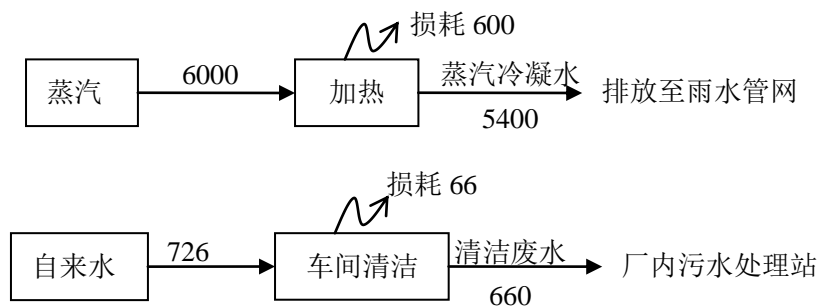 损耗 600
6000
蒸汽冷凝水
蒸汽
加热
排放至雨水管网
5400
损耗 66
726
清洁废水
自来水
车间清洁
厂内污水处理站
660